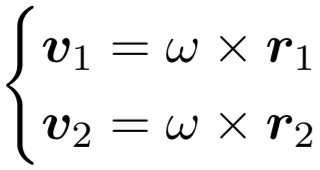 v₁ = ω × r₁
v₂ = ω × r₂